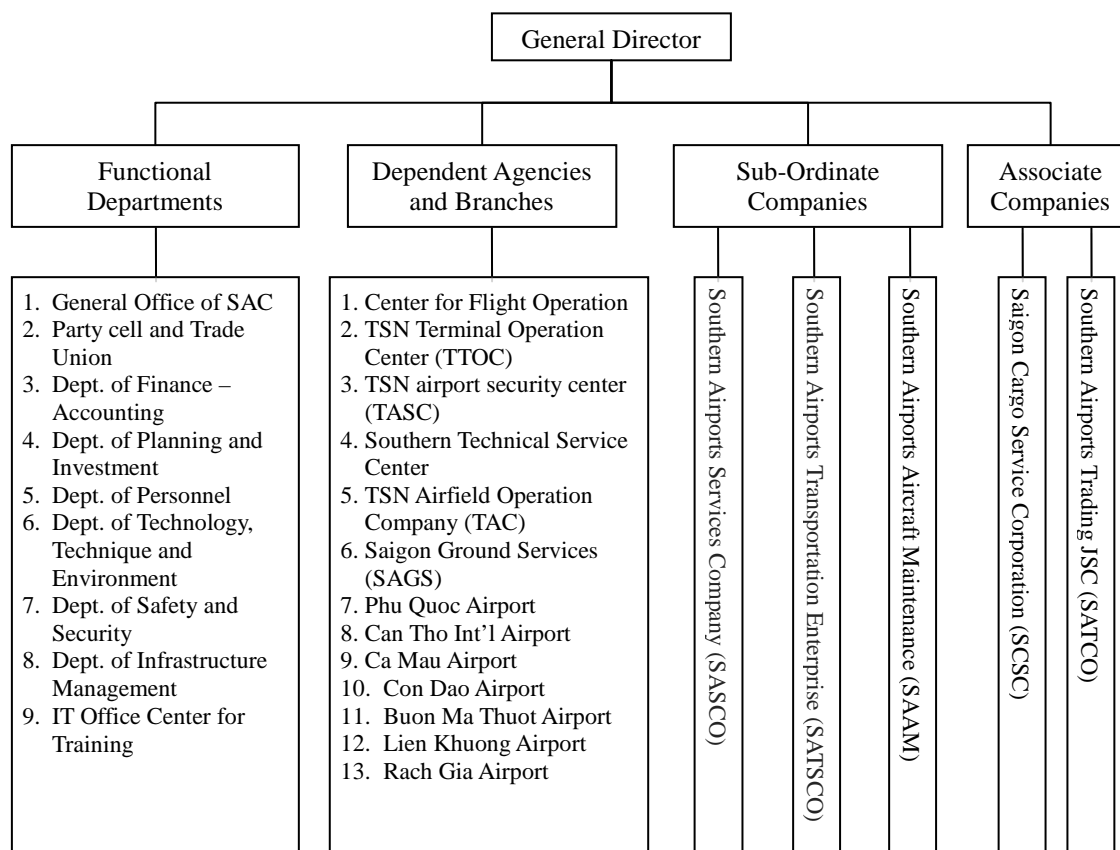 General Director
Functional
Departments
Dependent Agencies
and Branches
Sub-Ordinate
Companies
Associate
Companies
1. General Office of SAC
2. Party cell and Trade
Union
3. Dept. of Finance –
Accounting
4. Dept. of Planning and
Investment
5. Dept. of Personnel
6. Dept. of Technology,
Technique and
Environment
7. Dept. of Safety and
Security
8. Dept. of Infrastructure
Management
9. IT Office Center for
Training
1. Center for Flight Operation
2. TSN Terminal Operation
Center (TTOC)
3. TSN airport security center
(TASC)
4. Southern Technical Service
Center
5. TSN Airfield Operation
Company (TAC)
6. Saigon Ground Services
(SAGS)
7. Phu Quoc Airport
8. Can Tho Int’l Airport
9. Ca Mau Airport
10. Con Dao Airport
11. Buon Ma Thuot Airport
12. Lien Khuong Airport
13. Rach Gia Airport
Southern Airports Services Company (SASCO)
Southern Airports Transportation Enterprise (SATSCO)
Southern Airports Aircraft Maintenance (SAAM)
Saigon Cargo Service Corporation (SCSC)
Southern Airports Trading JSC (SATCO)